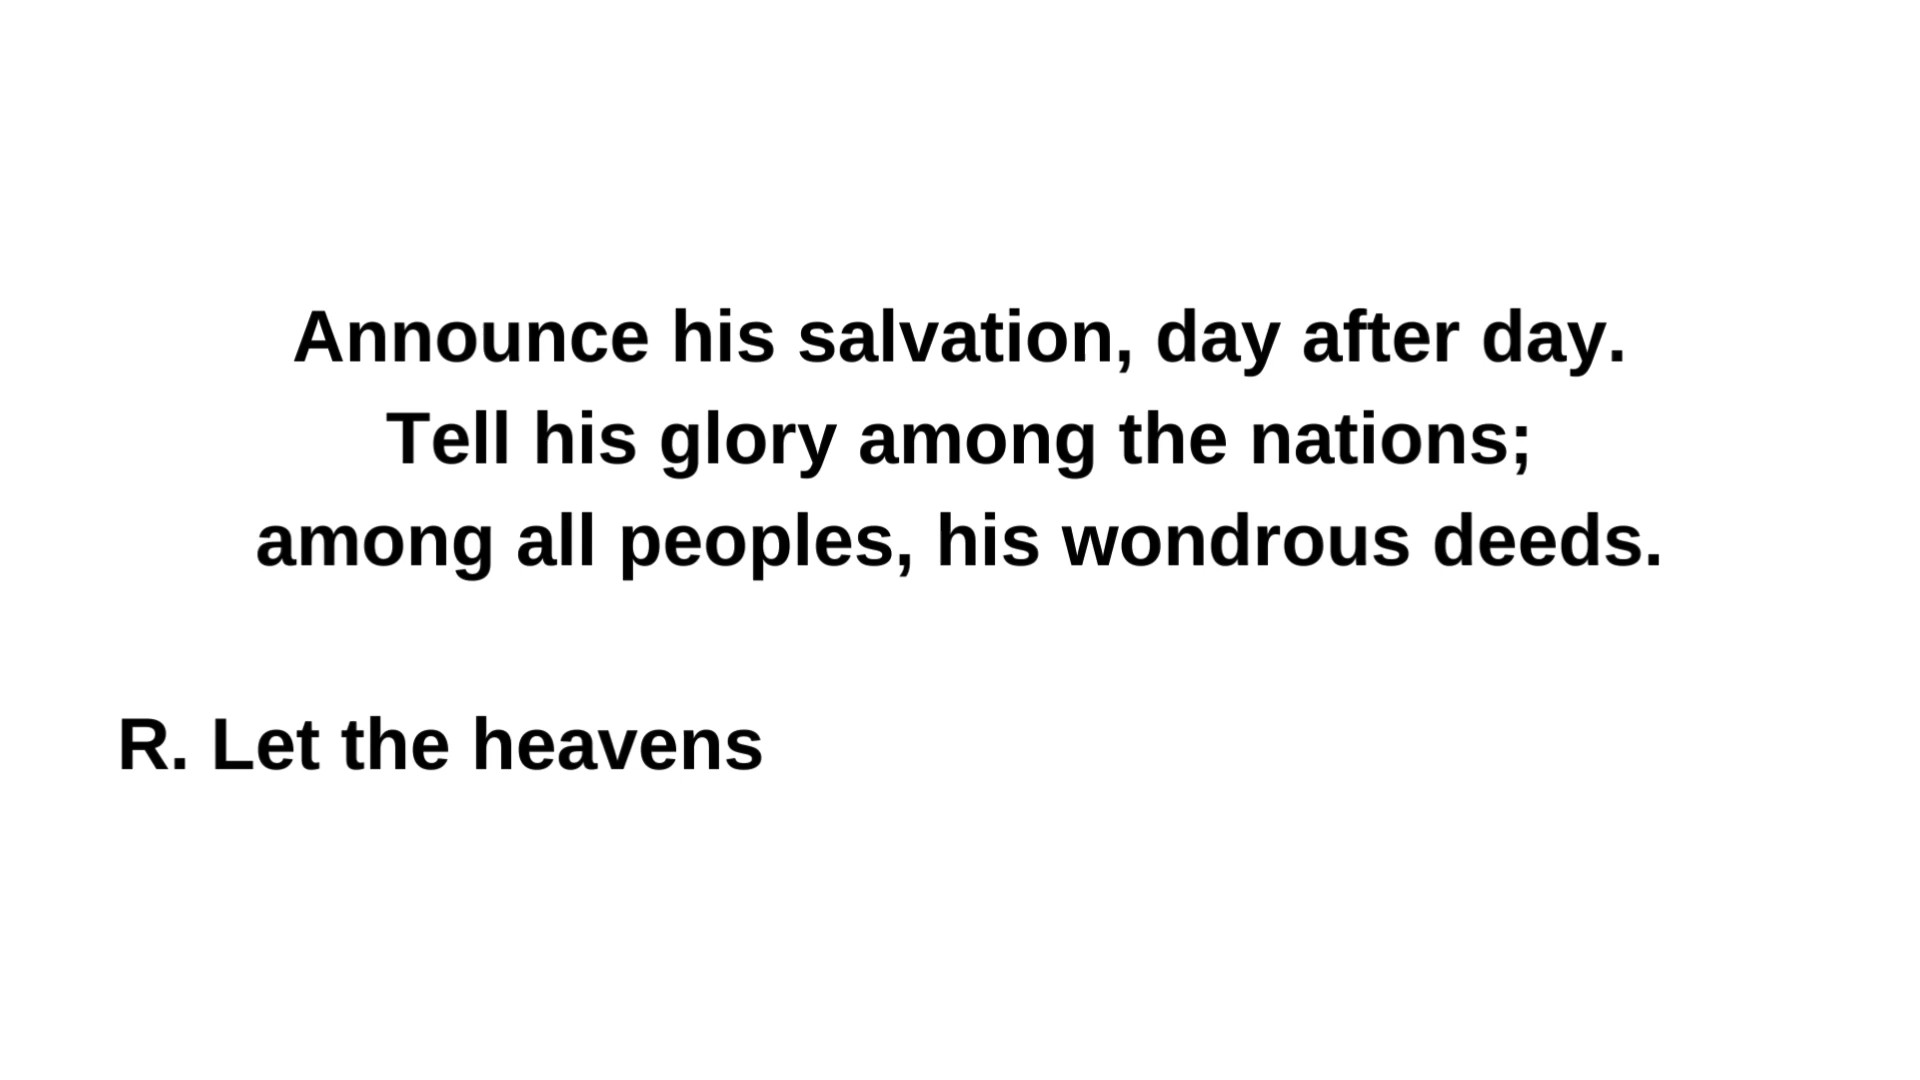 Announce his salvation, day after day.
Tell his glory among the nations;
among all peoples, his wondrous deeds.
R. Let the heavens